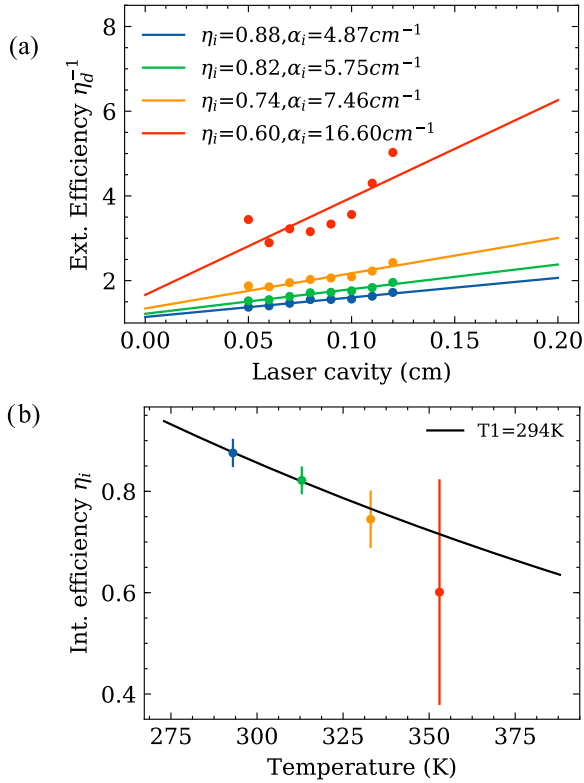 (a)
η_i=0.88,α_i=4.87cm⁻¹
η_i=0.82,α_i=5.75cm⁻¹
η_i=0.74,α_i=7.46cm⁻¹
η_i=0.60,α_i=16.60cm⁻¹
Ext. Efficiency η_d⁻¹
8
6
4
2
0.00 0.05 0.10 0.15 0.20
Laser cavity (cm)
(b)
T1=294K
Int. efficiency η_i
0.8
0.6
0.4
275 300 325 350 375
Temperature (K)